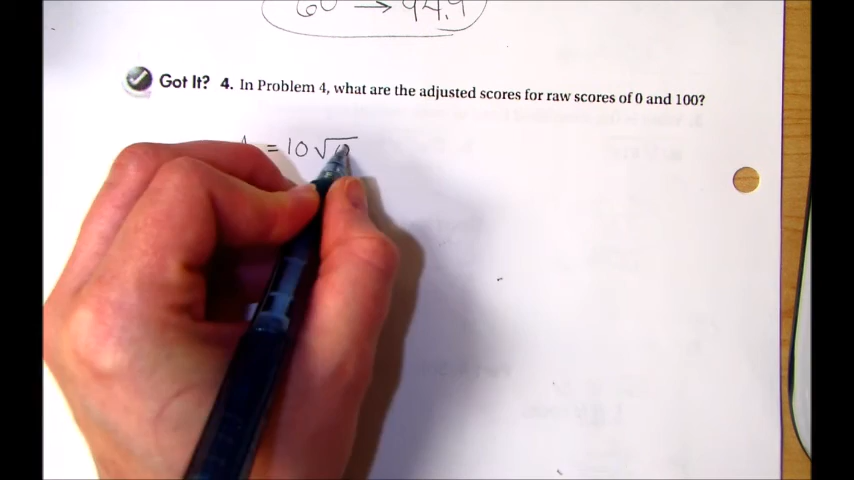 60 → 94.9
Got It? 4. In Problem 4, what are the adjusted scores for raw scores of 0 and 100?
= 10√